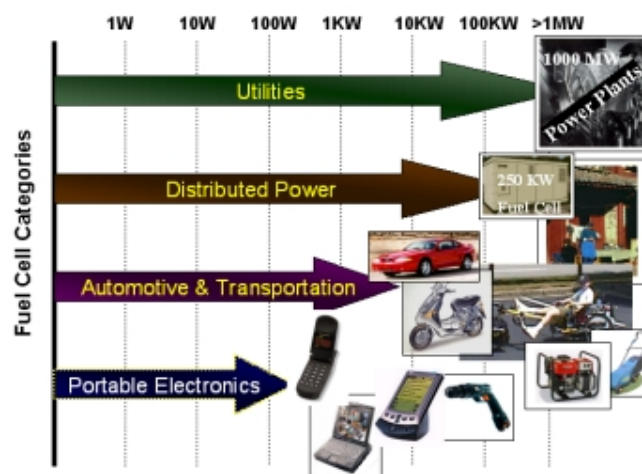 1W 10W 100W 1KW 10KW 100KW >1MW
1000 MW
Power Plants
Utilities
Distributed Power
250 KW
Fuel Cell
Automotive & Transportation
Portable Electronics
Fuel Cell Categories